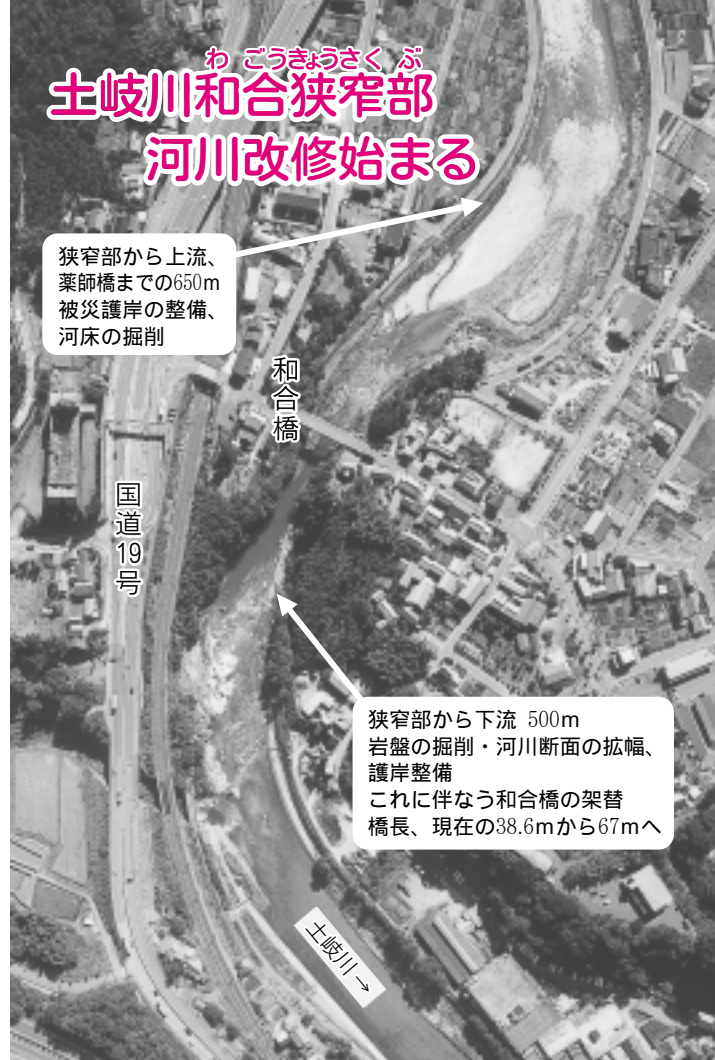 わごうきょうさくぶ
土岐川和合狭窄部
河川改修始まる
狭窄部から上流、
薬師橋までの650m
被災護岸の整備、
河床の掘削
和合橋
国道19号
狭窄部から下流 500m
岩盤の掘削・河川断面の拡幅、
護岸整備
これに伴なう和合橋の架替
橋長、現在の38.6mから67mへ
土岐川→